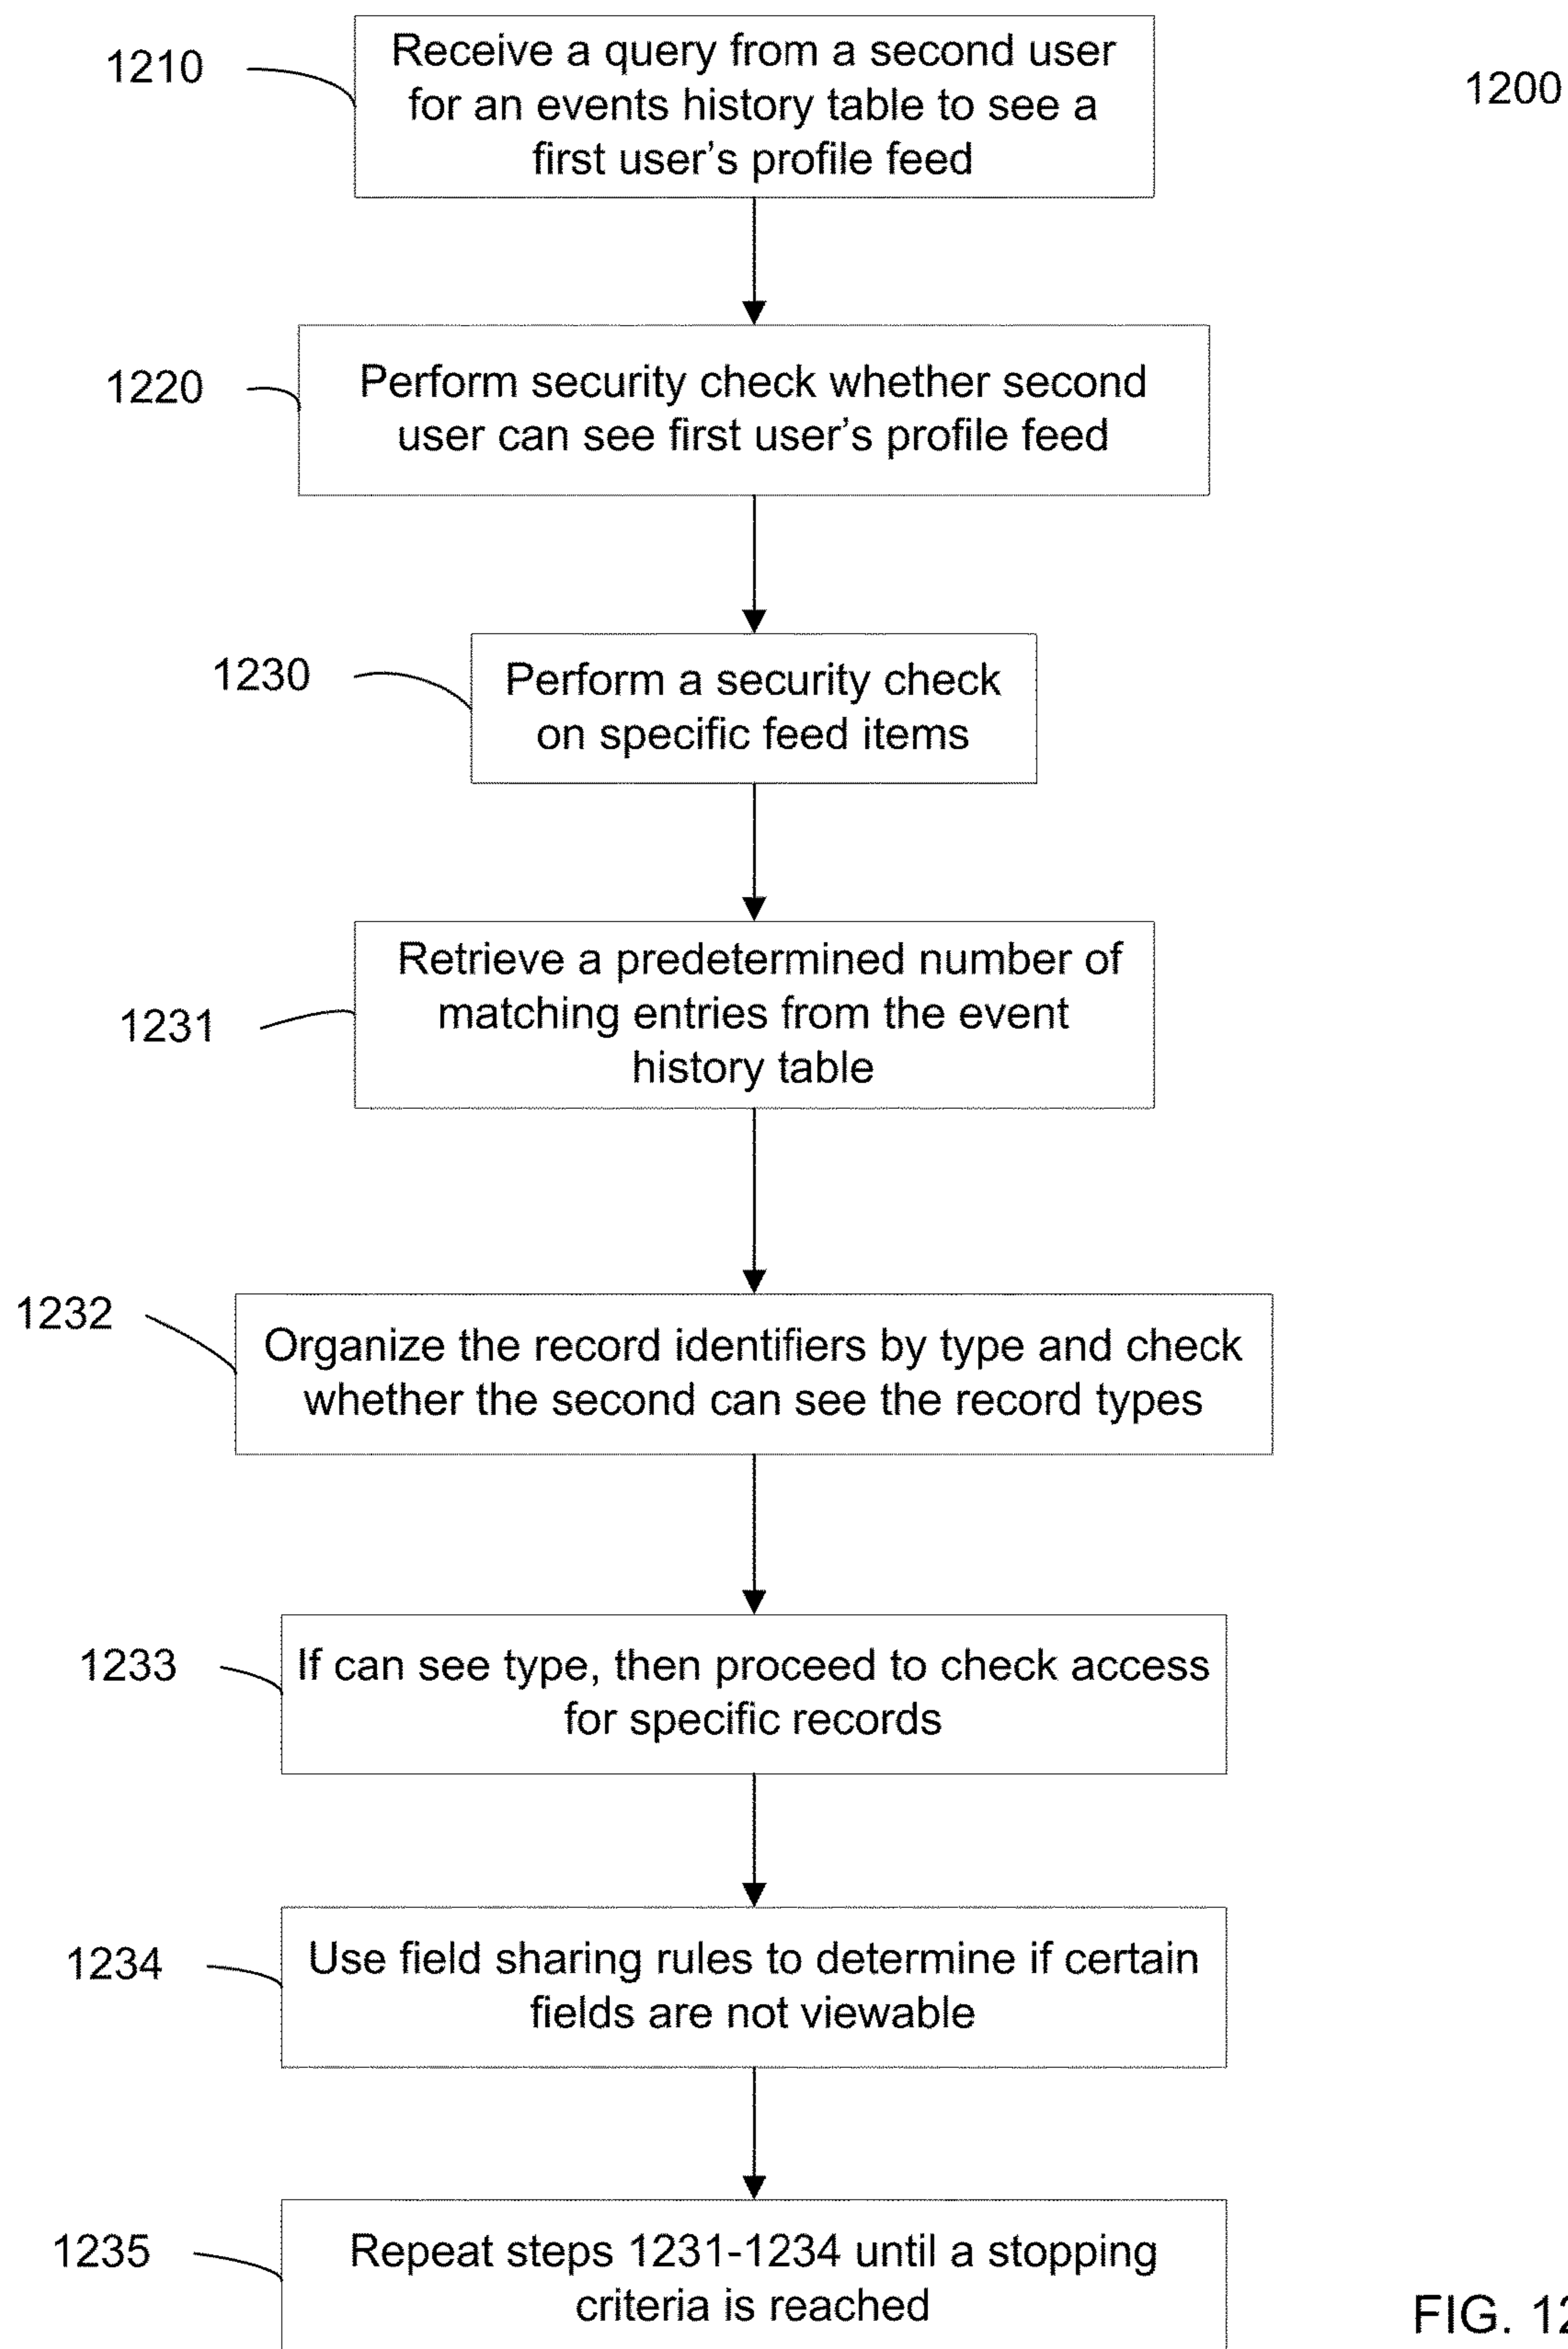 1210
Receive a query from a second user
for an events history table to see a
first user’s profile feed
1200
1220
Perform security check whether second
user can see first user’s profile feed
1230
Perform a security check
on specific feed items
1231
Retrieve a predetermined number of
matching entries from the event
history table
1232
Organize the record identifiers by type and check
whether the second can see the record types
1233
If can see type, then proceed to check access
for specific records
1234
Use field sharing rules to determine if certain
fields are not viewable
1235
Repeat steps 1231-1234 until a stopping
criteria is reached
FIG. 12